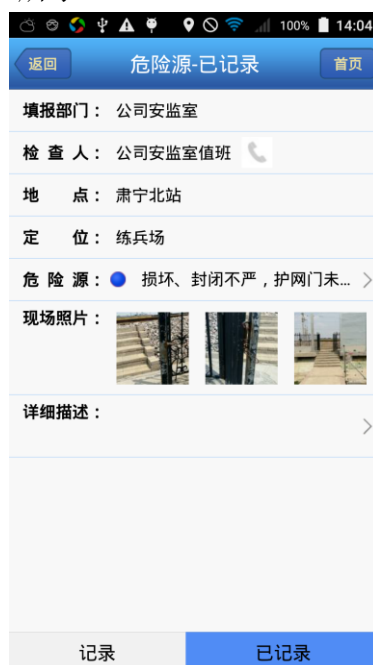 100% 14:04
返回 危险源-已记录 首页
填报部门： 公司安监室
检 查 人： 公司安监室值班
地 点： 肃宁北站
定 位： 练兵场
危 险 源： 损坏、封闭不严，护网门未...
现场照片：
详细描述：
记录 已记录